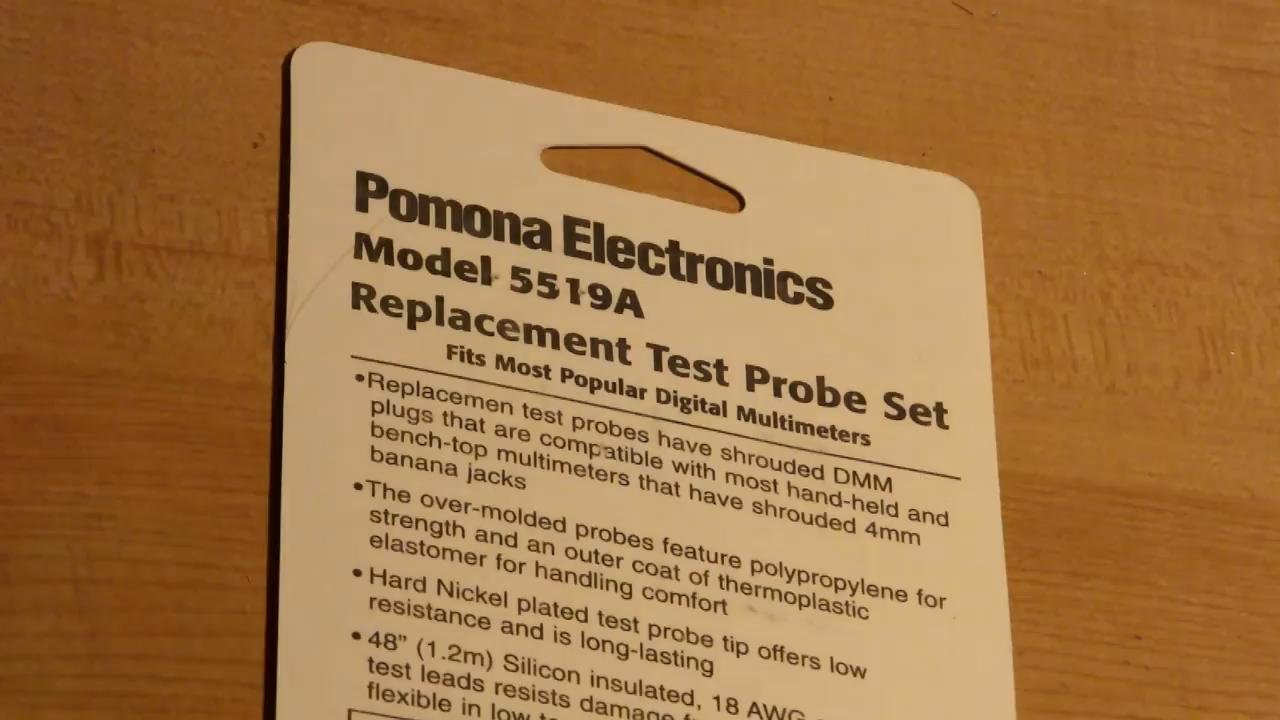 Pomona Electronics
Model 5519A
Replacement Test Probe Set
Fits Most Popular Digital Multimeters
•Replacemen test probes have shrouded DMM
plugs that are compatible with most hand-held and
bench-top multimeters that have shrouded 4mm
banana jacks
•The over-molded probes feature polypropylene for
strength and an outer coat of thermoplastic
elastomer for handling comfort
•Hard Nickel plated test probe tip offers low
resistance and is long-lasting
•48” (1.2m) Silicon insulated, 18 AWG
test leads resists damage
flexible in low